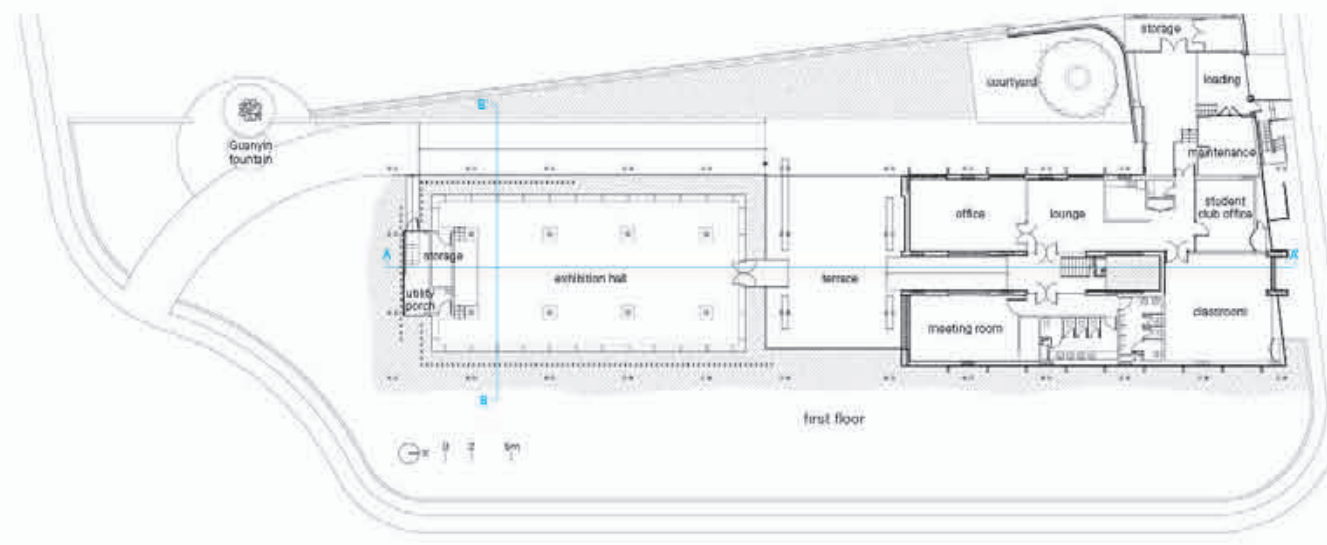 storage
courtyard
loading
B'
Guanyin
fountain
maintenance
office
lounge
student
club office
A
storage
exhibition hall
terrace
A'
utility
porch
meeting room
classroom
B
first floor
0 2 5m